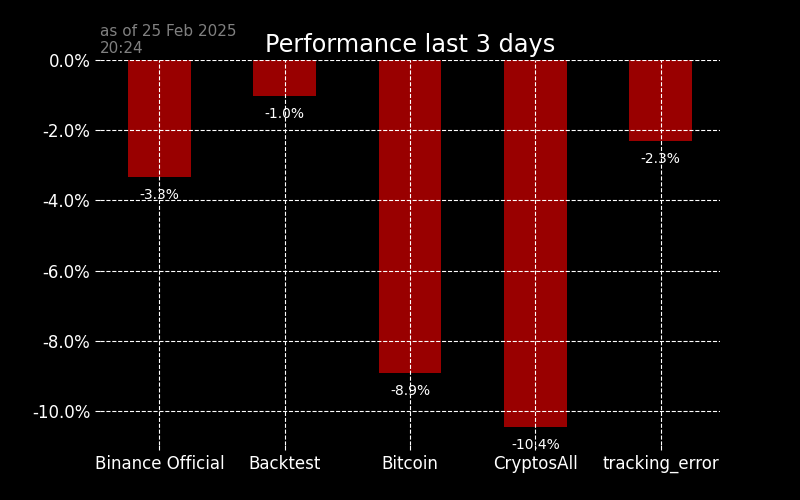 as of 25 Feb 2025
20:24
Performance last 3 days
0.0%
-2.0%
-4.0%
-6.0%
-8.0%
-10.0%
-3.3%
-1.0%
-8.9%
-10.4%
-2.3%
Binance Official
Backtest
Bitcoin
CryptosAll
tracking_error